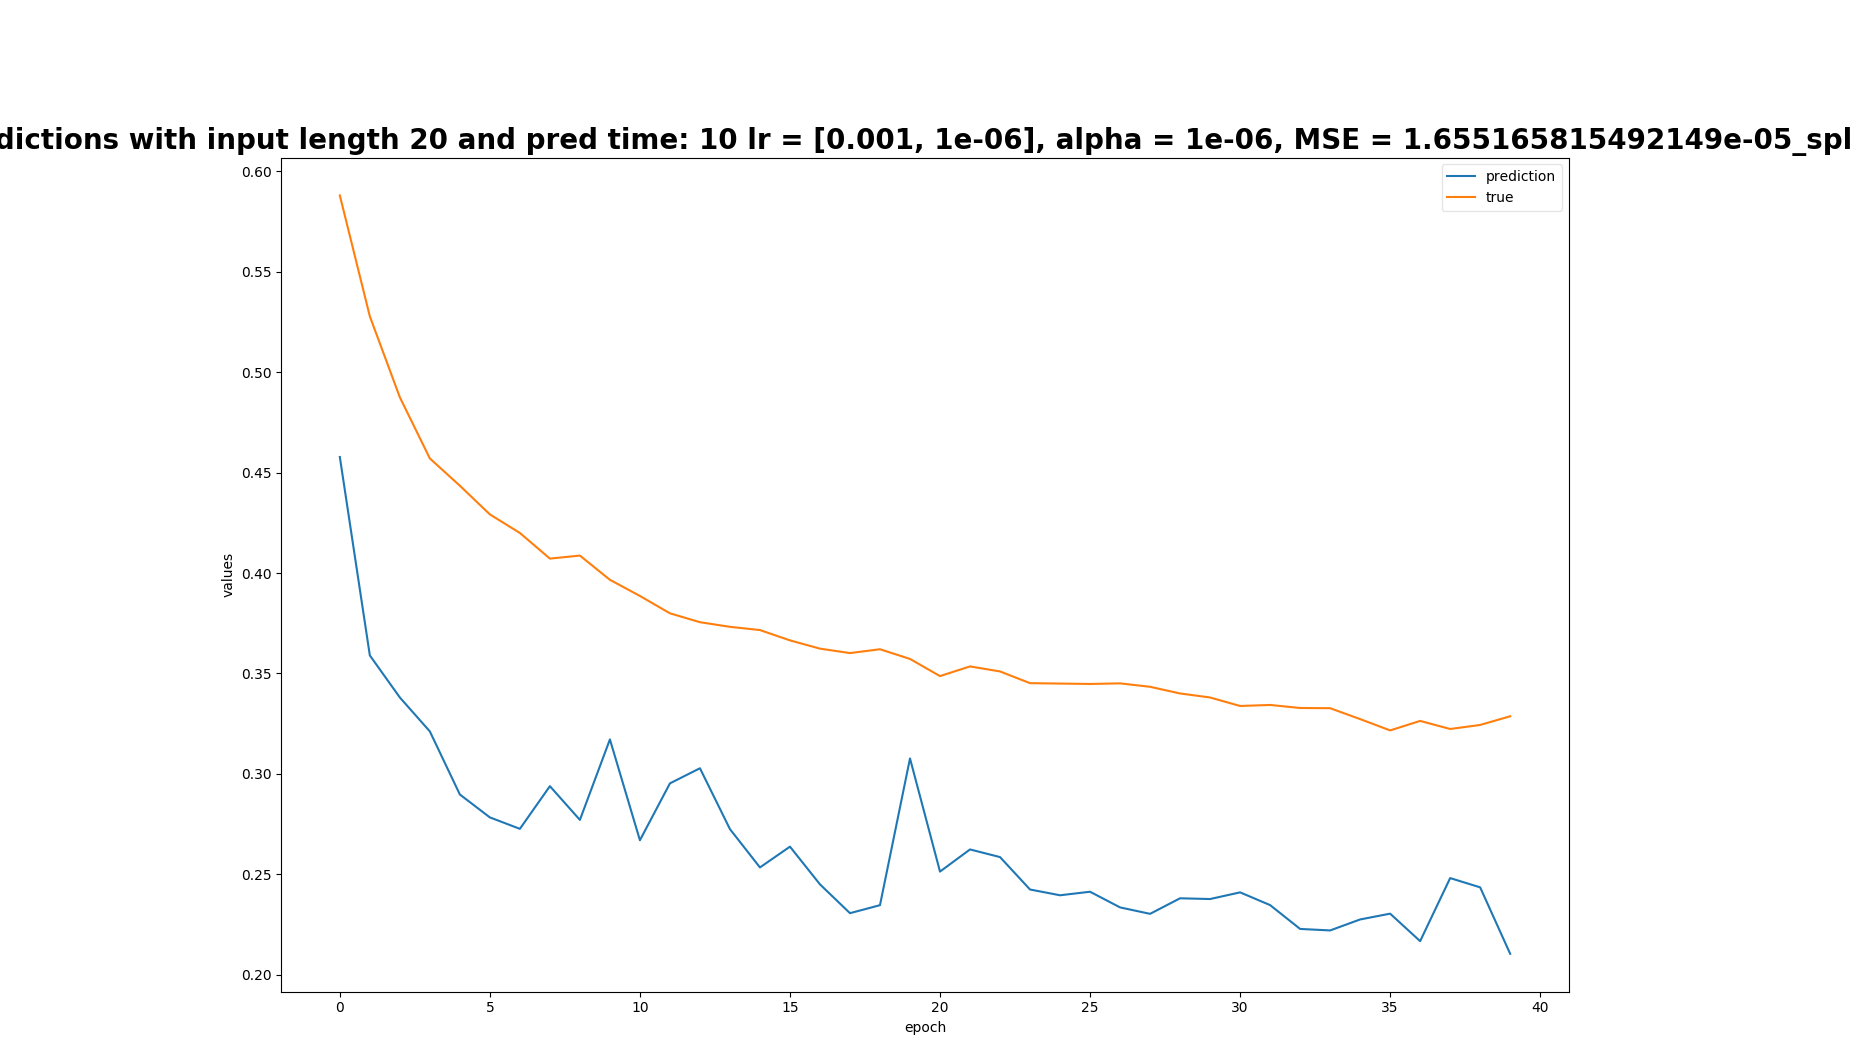 dictions with input length 20 and pred time: 10 lr = [0.001, 1e-06], alpha = 1e-06, MSE = 1.655165815492149e-05_spl
prediction
true
0.60
0.55
0.50
0.45
0.40
0.35
0.30
0.25
0.20
values
0 5 10 15 20 25 30 35 40
epoch